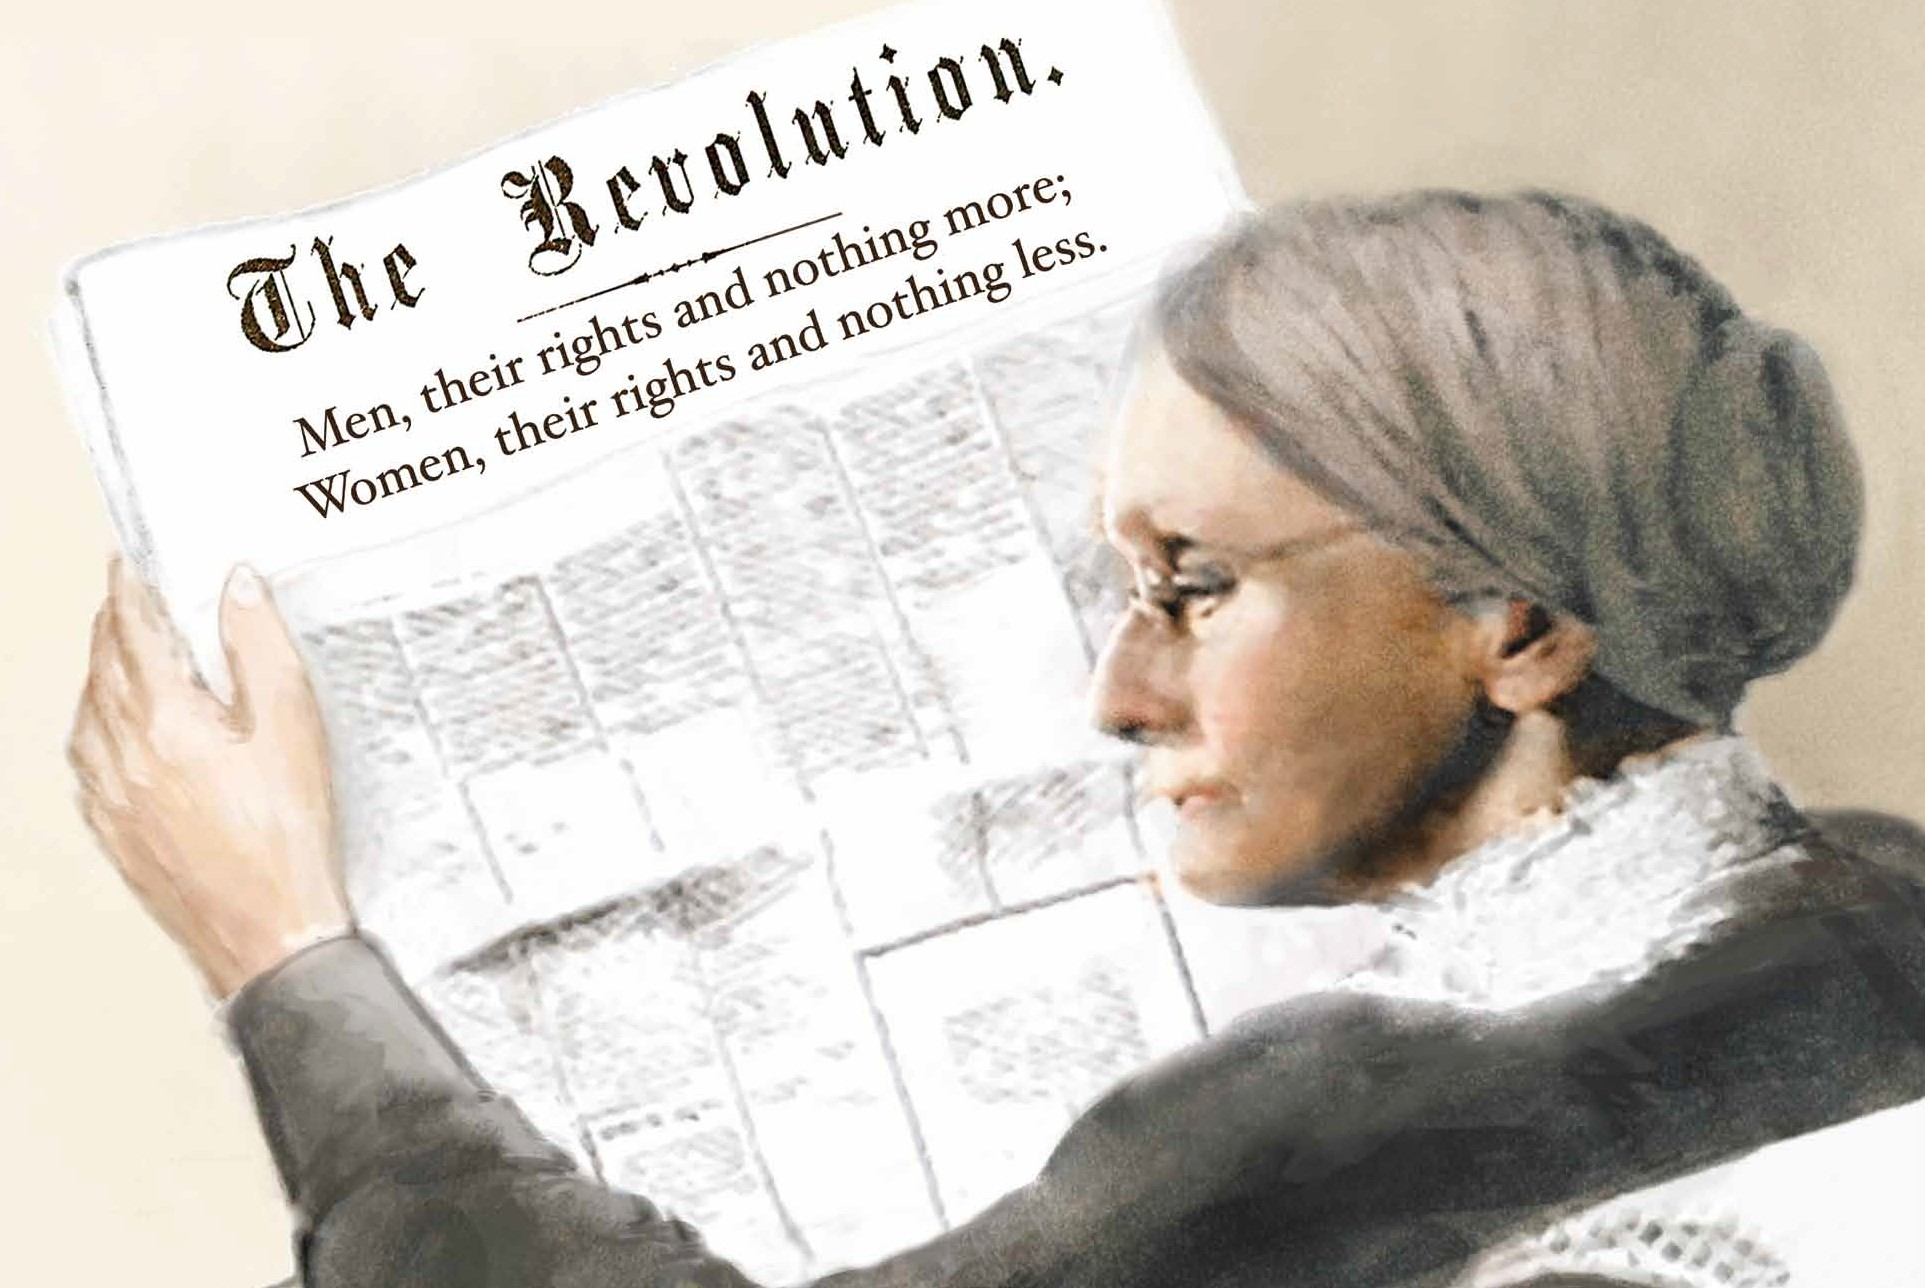 The Revolution.
Men, their rights and nothing more;
Women, their rights and nothing less.